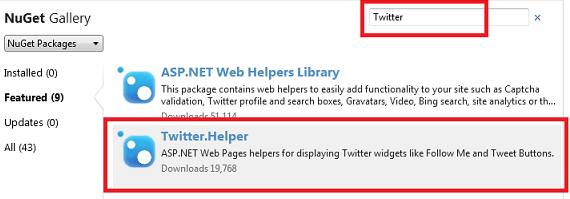 NuGet Gallery
Twitter
NuGet Packages
Installed (0)
Featured (9)
Updates (0)
All (43)
ASP.NET Web Helpers Library
This package contains web helpers to easily add functionality to your site such as Captcha
validation, Twitter profile and search boxes, Gravatars, Video, Bing search, site analytics or th...
Downloads 51,114
Twitter.Helper
ASP.NET Web Pages helpers for displaying Twitter widgets like Follow Me and Tweet Buttons.
Downloads 19,768